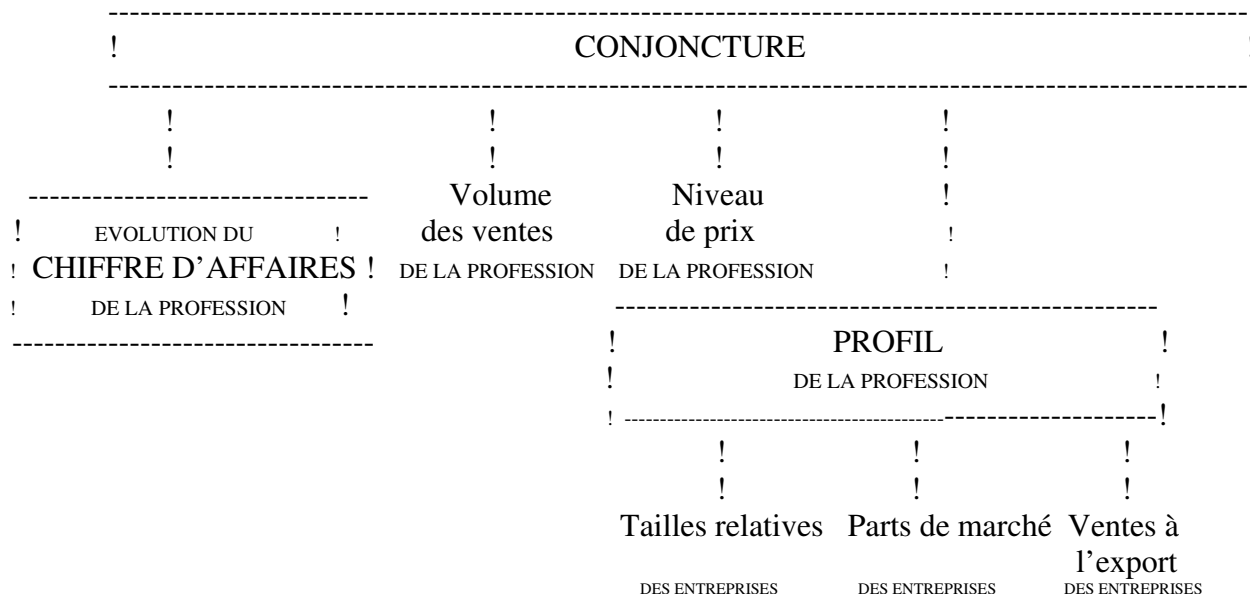 CONJONCTURE
Volume Niveau
EVOLUTION DU des ventes de prix
CHIFFRE D’AFFAIRES DE LA PROFESSION DE LA PROFESSION
DE LA PROFESSION
PROFIL
DE LA PROFESSION
Tailles relatives Parts de marché Ventes à
l’export
DES ENTREPRISES DES ENTREPRISES DES ENTREPRISES